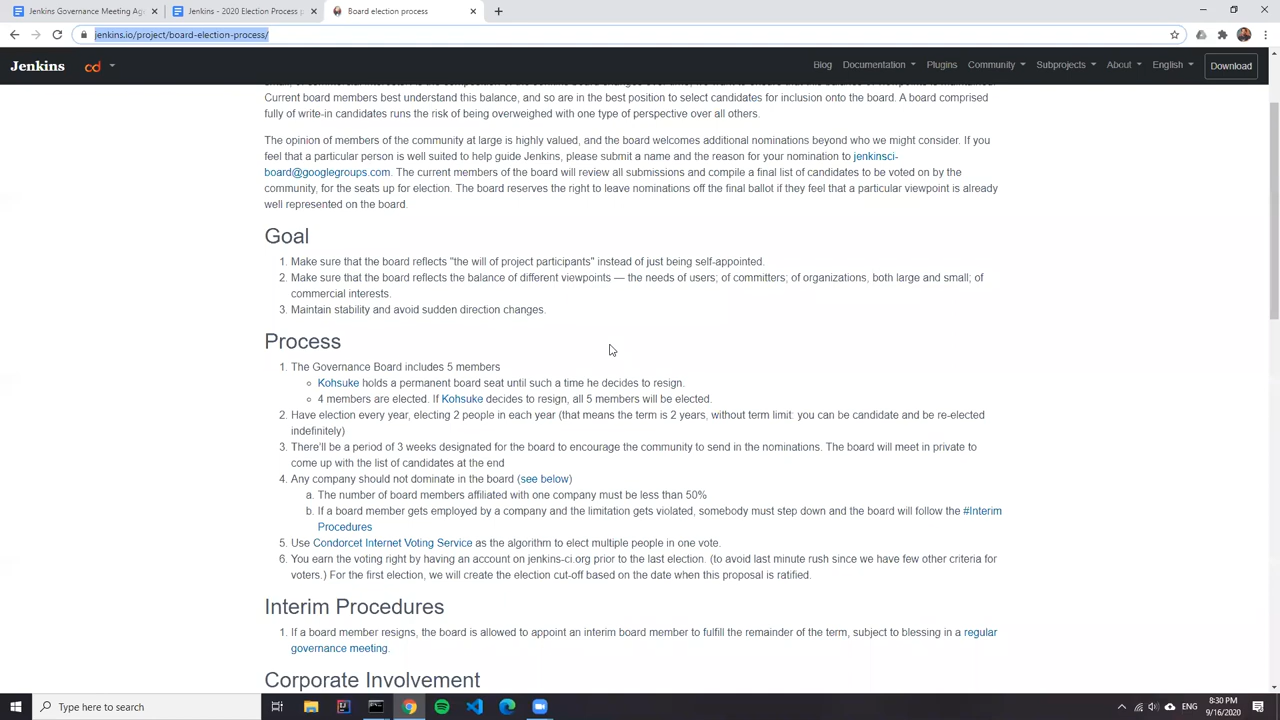 Jenkins Governance Meeting Age
Jenkins - 2020 Election Process p
Board election process
jenkins.io/project/board-election-process/
Jenkins
cd
Blog
Documentation
Plugins
Community
Subprojects
About
English
Download
Current board members best understand this balance, and so are in the best position to select candidates for inclusion onto the board. A board comprised
fully of write-in candidates runs the risk of being overweighed with one type of perspective over all others.
The opinion of members of the community at large is highly valued, and the board welcomes additional nominations beyond who we might consider. If you
feel that a particular person is well suited to help guide Jenkins, please submit a name and the reason for your nomination to jenkinsci-
board@googlegroups.com. The current members of the board will review all submissions and compile a final list of candidates to be voted on by the
community, for the seats up for election. The board reserves the right to leave nominations off the final ballot if they feel that a particular viewpoint is already
well represented on the board.
Goal
1. Make sure that the board reflects "the will of project participants" instead of just being self-appointed.
2. Make sure that the board reflects the balance of different viewpoints — the needs of users; of committers; of organizations, both large and small; of
commercial interests.
3. Maintain stability and avoid sudden direction changes.
Process
1. The Governance Board includes 5 members
Kohsuke holds a permanent board seat until such a time he decides to resign.
4 members are elected. If Kohsuke decides to resign, all 5 members will be elected.
2. Have election every year, electing 2 people in each year (that means the term is 2 years, without term limit: you can be candidate and be re-elected
indefinitely)
3. There'll be a period of 3 weeks designated for the board to encourage the community to send in the nominations. The board will meet in private to
come up with the list of candidates at the end
4. Any company should not dominate in the board (see below)
a. The number of board members affiliated with one company must be less than 50%
b. If a board member gets employed by a company and the limitation gets violated, somebody must step down and the board will follow the #Interim
Procedures
5. Use Condorcet Internet Voting Service as the algorithm to elect multiple people in one vote.
6. You earn the voting right by having an account on jenkins-ci.org prior to the last election. (to avoid last minute rush since we have few other criteria for
voters.) For the first election, we will create the election cut-off based on the date when this proposal is ratified.
Interim Procedures
1. If a board member resigns, the board is allowed to appoint an interim board member to fulfill the remainder of the term, subject to blessing in a regular
governance meeting.
Corporate Involvement
Type here to search
ENG
8:30 PM
9/16/2020